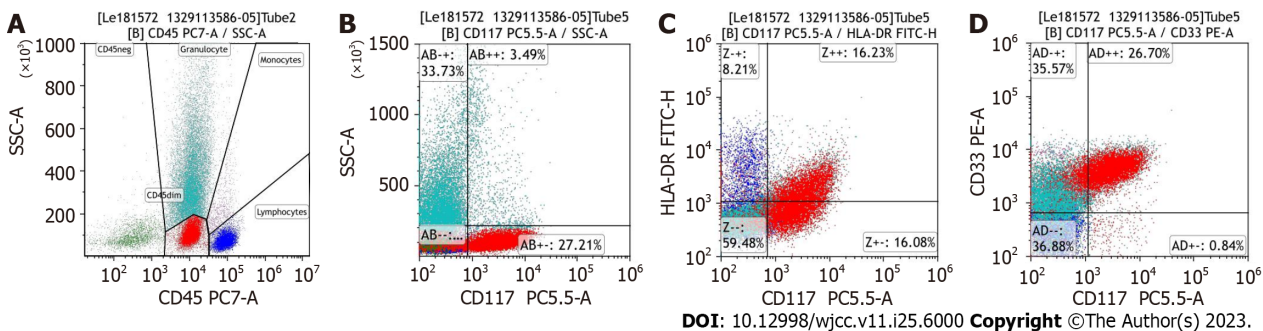 A
[Le181572 1329113586-05]Tube2
[B] CD45 PC7-A / SSC-A
CD45neg
Granulocyte
Monocytes
CD45dim
Lymphocytes
SSC-A
(×10³)
1000
800
600
400
200
10² 10³ 10⁴ 10⁵ 10⁶ 10⁷
CD45 PC7-A
B
[Le181572 1329113586-05]Tube5
[B] CD117 PC5.5-A / SSC-A
AB-+:
33.73%
AB++: 3.49%
AB--:...
AB+-: 27.21%
SSC-A
(×10³)
1500
1000
500
10² 10³ 10⁴ 10⁵ 10⁶
CD117 PC5.5-A
C
[Le181572 1329113586-05]Tube5
[B] CD117 PC5.5-A / HLA-DR FITC-H
Z-+:
8.21%
Z++: 16.23%
Z--:
59.48%
Z+-: 16.08%
HLA-DR FITC-H
10⁶
10⁵
10⁴
10³
10²
10² 10³ 10⁴ 10⁵ 10⁶
CD117 PC5.5-A
D
[Le181572 1329113586-05]Tube5
[B] CD117 PC5.5-A / CD33 PE-A
AD-+:
35.57%
AD++: 26.70%
AD--:
36.88%
AD+-: 0.84%
CD33 PE-A
10⁶
10⁵
10⁴
10³
10²
10² 10³ 10⁴ 10⁵ 10⁶
CD117 PC5.5-A
DOI: 10.12998/wjcc.v11.i25.6000 Copyright ©The Author(s) 2023.